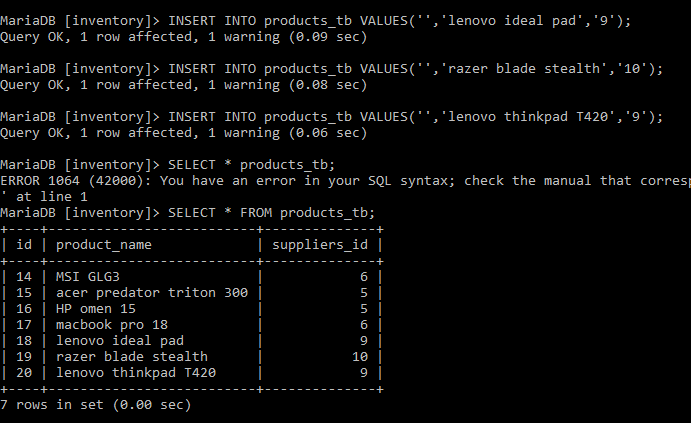 MariaDB [inventory]> INSERT INTO products_tb VALUES('','lenovo ideal pad','9');
Query OK, 1 row affected, 1 warning (0.09 sec)
MariaDB [inventory]> INSERT INTO products_tb VALUES('','razer blade stealth','10');
Query OK, 1 row affected, 1 warning (0.08 sec)
MariaDB [inventory]> INSERT INTO products_tb VALUES('','lenovo thinkpad T420','9');
Query OK, 1 row affected, 1 warning (0.06 sec)
MariaDB [inventory]> SELECT * products_tb;
ERROR 1064 (42000): You have an error in your SQL syntax; check the manual that corresp
' at line 1
MariaDB [inventory]> SELECT * FROM products_tb;
+----+-------------------------+--------------+
| id | product_name            | suppliers_id |
+----+-------------------------+--------------+
| 14 | MSI GLG3                |            6 |
| 15 | acer predator triton 300 |            5 |
| 16 | HP omen 15              |            5 |
| 17 | macbook pro 18          |            6 |
| 18 | lenovo ideal pad        |            9 |
| 19 | razer blade stealth     |           10 |
| 20 | lenovo thinkpad T420    |            9 |
+----+-------------------------+--------------+
7 rows in set (0.00 sec)